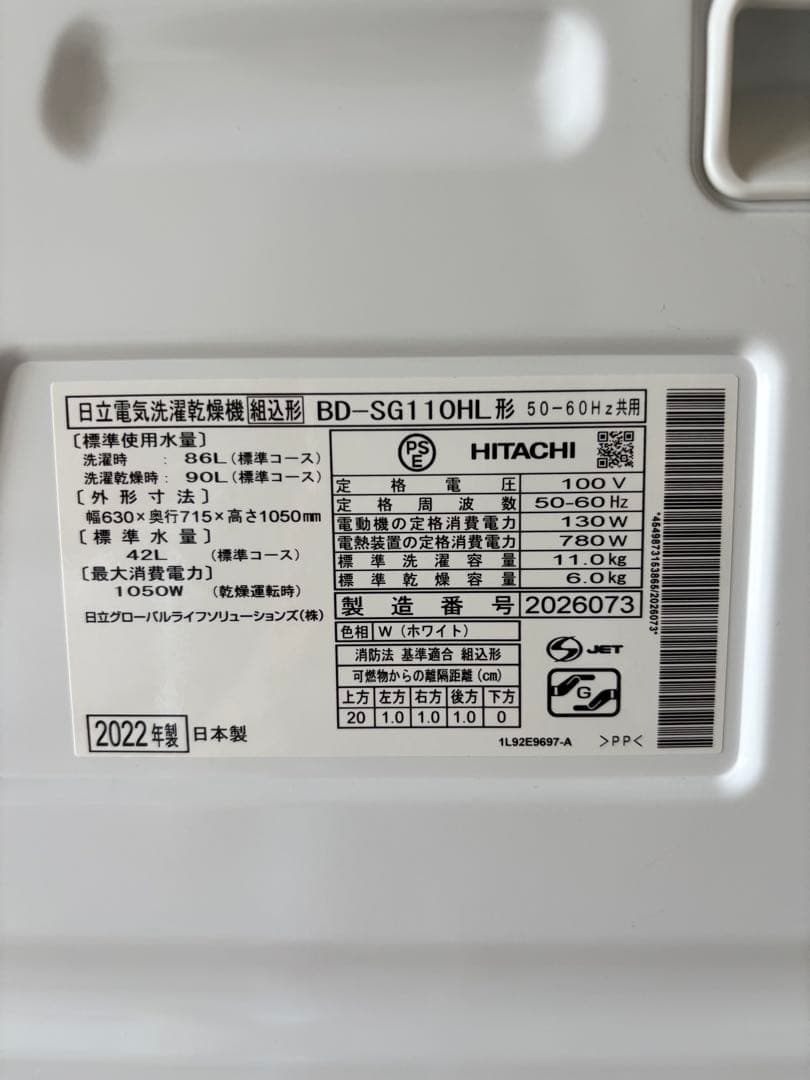 日立電気洗濯乾燥機 組込形 BD-SG110HL形 50-60Hz共用
〔標準使用水量〕
洗濯時 : 86L(標準コース)
洗濯乾燥時: 90L(標準コース)
〔外形寸法〕
幅630×奥行715×高さ1050mm
〔標準水量〕
42L (標準コース)
〔最大消費電力〕
1050W (乾燥運転時)
日立グローバルライフソリューションズ(株)
2022年製 日本製
PSE HITACHI
定格電圧 100V
定格周波数 50-60Hz
電動機の定格消費電力 130W
電熱装置の定格消費電力 780W
標準洗濯容量 11.0kg
標準乾燥容量 6.0kg
製造番号 2026073
色相 W(ホワイト)
消防法 基準適合 組込形
可燃物からの離隔距離(cm)
上方 左方 右方 後方 下方
20 1.0 1.0 1.0 0
S JET
G
1L92E9697-A >PP<
*4549873153865/2026073*